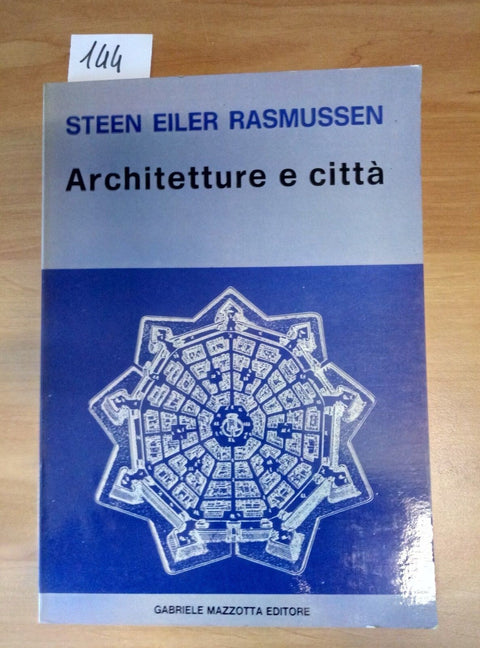 144
STEEN EILER RASMUSSEN
Architetture e città
GABRIELE MAZZOTTA EDITORE